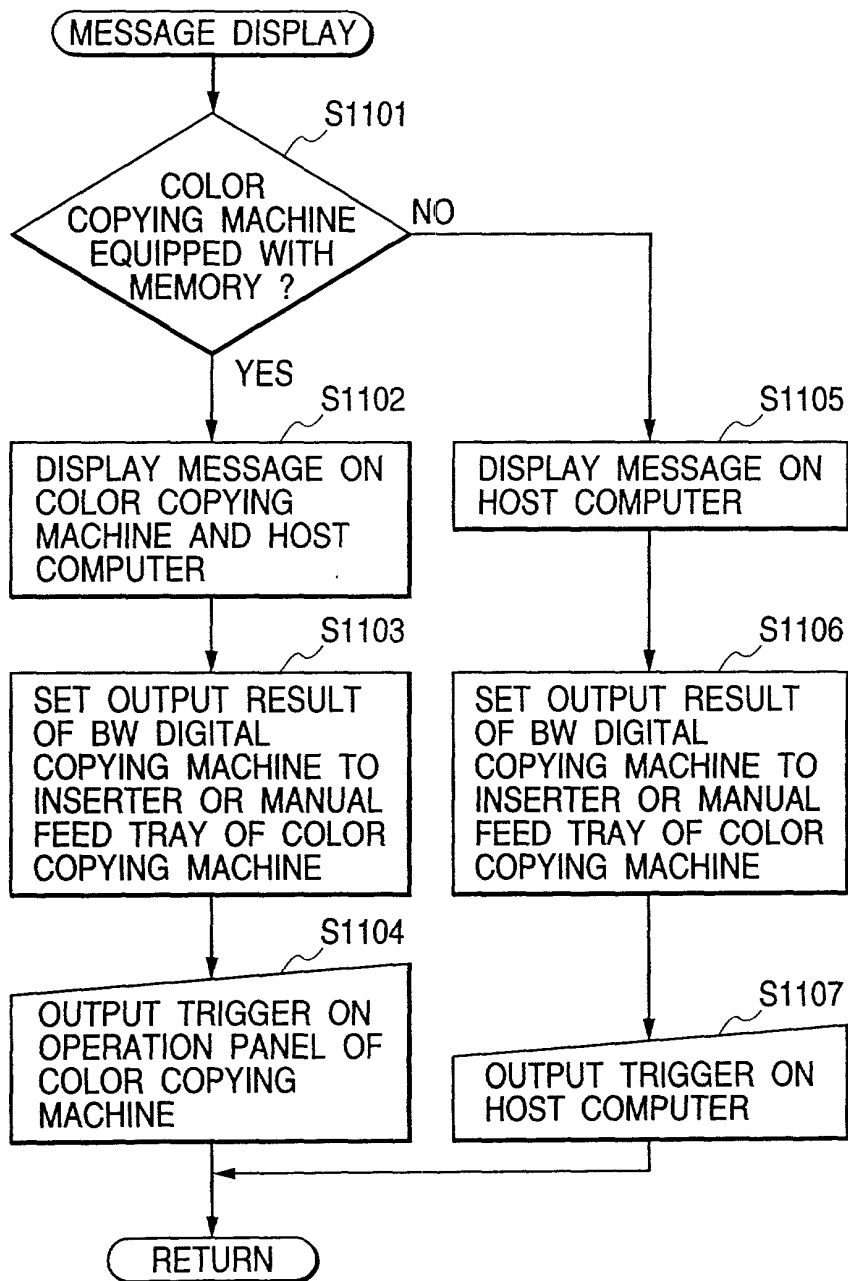 MESSAGE DISPLAY
S1101
COLOR
COPYING MACHINE
EQUIPPED WITH
MEMORY ?
NO
YES
S1102
DISPLAY MESSAGE ON
COLOR COPYING
MACHINE AND HOST
COMPUTER
S1103
SET OUTPUT RESULT
OF BW DIGITAL
COPYING MACHINE TO
INSERTER OR MANUAL
FEED TRAY OF COLOR
COPYING MACHINE
S1104
OUTPUT TRIGGER ON
OPERATION PANEL OF
COLOR COPYING
MACHINE
S1105
DISPLAY MESSAGE ON
HOST COMPUTER
S1106
SET OUTPUT RESULT
OF BW DIGITAL
COPYING MACHINE TO
INSERTER OR MANUAL
FEED TRAY OF COLOR
COPYING MACHINE
S1107
OUTPUT TRIGGER ON
HOST COMPUTER
RETURN